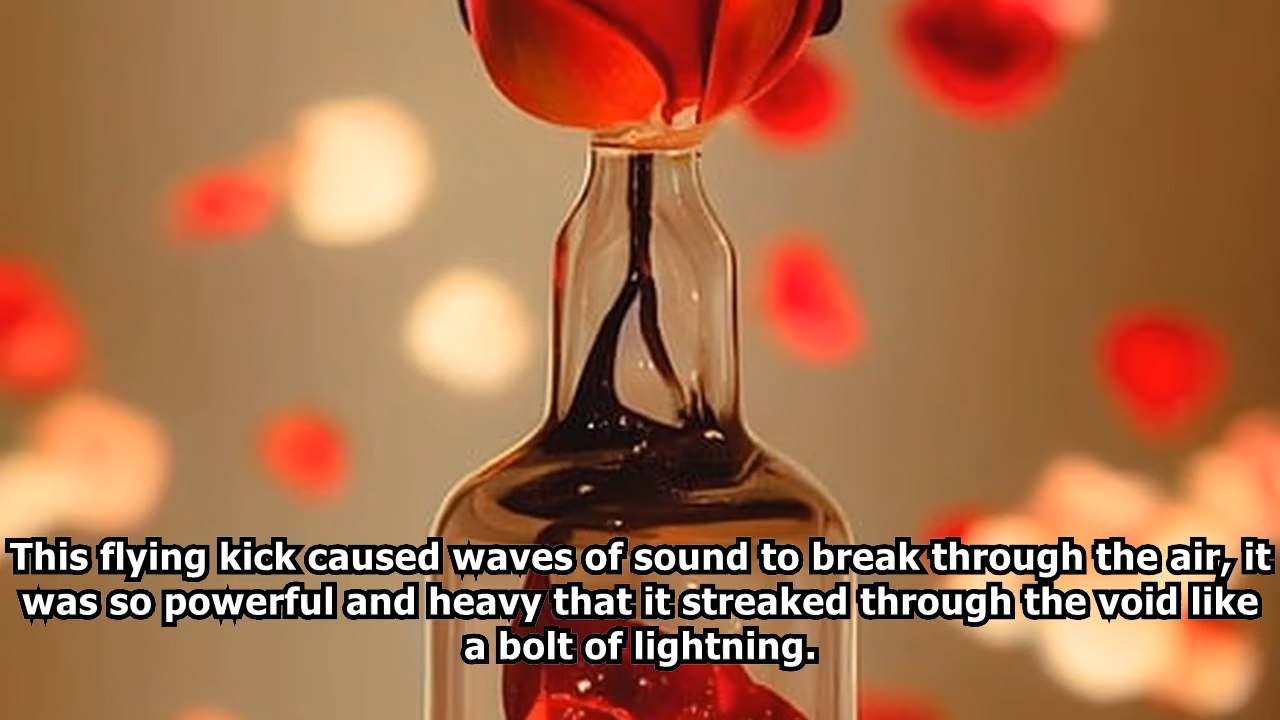 This flying kick caused waves of sound to break through the air, it
was so powerful and heavy that it streaked through the void like
a bolt of lightning.